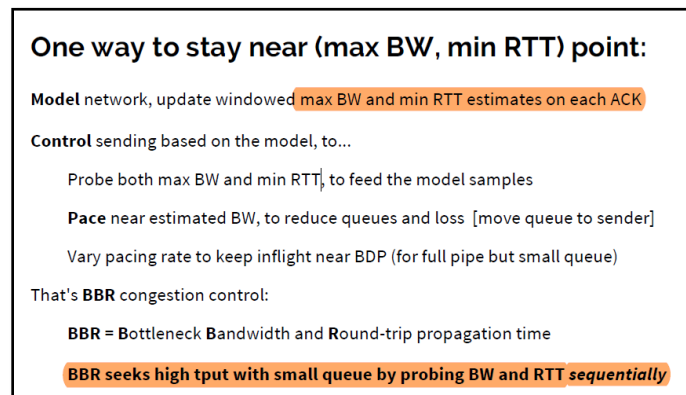 One way to stay near (max BW, min RTT) point:
Model network, update windowed max BW and min RTT estimates on each ACK
Control sending based on the model, to...
Probe both max BW and min RTT, to feed the model samples
Pace near estimated BW, to reduce queues and loss [move queue to sender]
Vary pacing rate to keep inflight near BDP (for full pipe but small queue)
That's BBR congestion control:
BBR = Bottleneck Bandwidth and Round-trip propagation time
BBR seeks high tput with small queue by probing BW and RTT sequentially